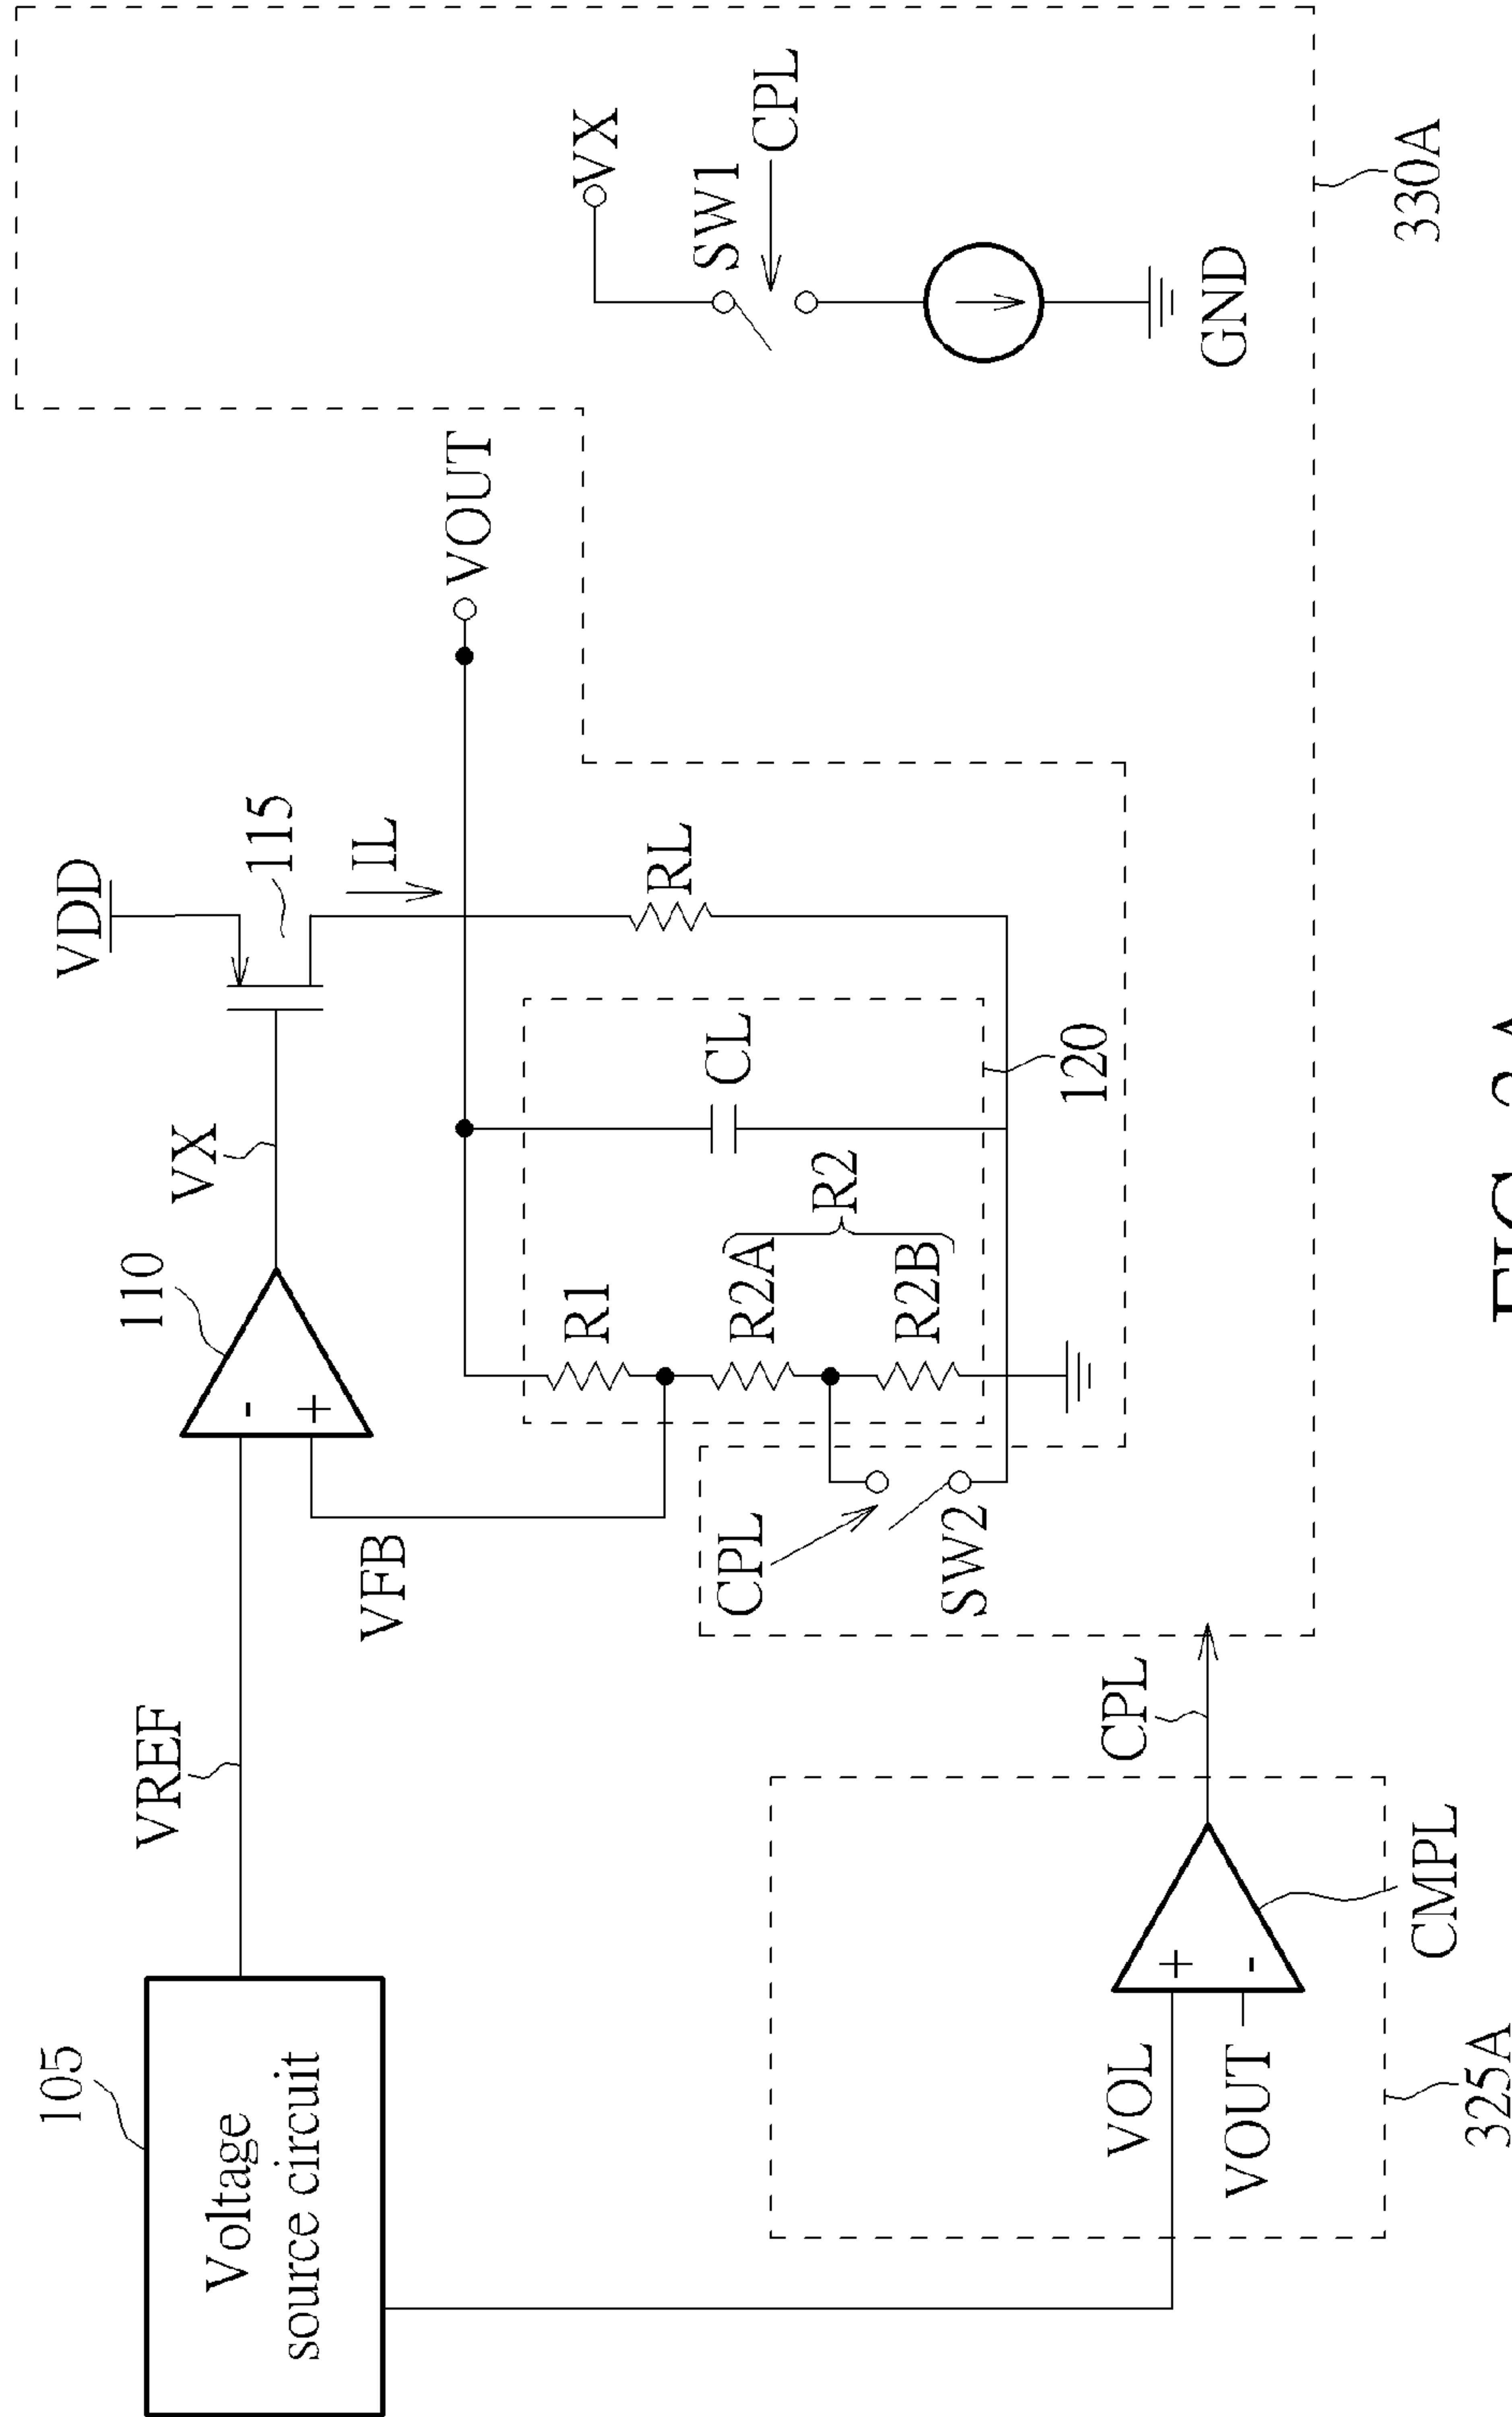 105
Voltage
source circuit
VREF
110
-
+
VX
VDD
115
IL
VFB
VOUT
R1
R2A
R2B
R2
CL
RL
120
CPL
SW2
VX
SW1
CPL
GND
330A
VOL
VOUT
+
-
CPL
CMPL
325A